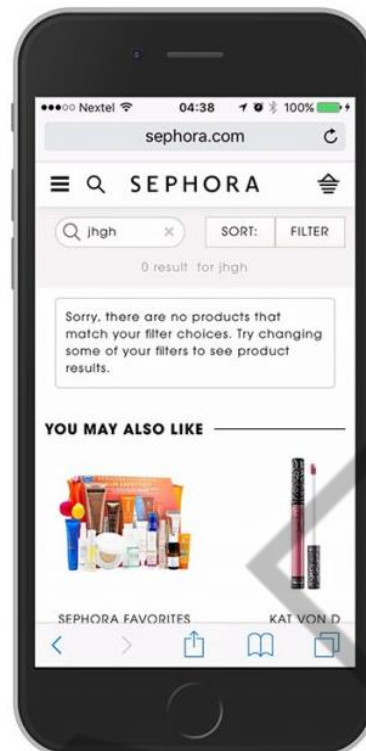 Nextel 04:38 100%
sephora.com
SEPHORA
jhgh × SORT: FILTER
0 result for jhgh
Sorry, there are no products that
match your filter choices. Try changing
some of your filters to see product
results.
YOU MAY ALSO LIKE
SEPHORA FAVORITES KAT VON D